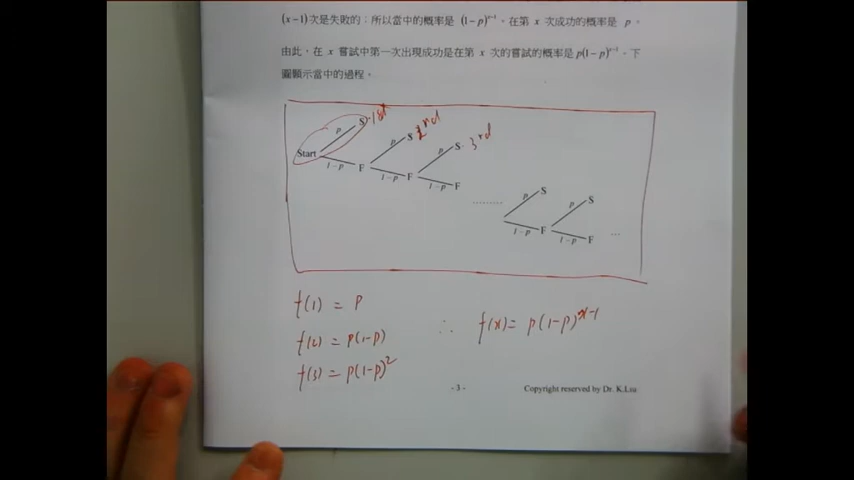 (x−1)次是失敗的；所以當中的概率是 (1−p)^{x−1}。在第 x 次成功的概率是 p。
由此，在 x 嘗試中第一次出現成功是在第 x 次的嘗試的概率是 p(1−p)^{x−1}。下
圖顯示當中的過程。
Start p S 1st
1−p F p S 2nd
1−p F p S 3rd
1−p F
........ p S
1−p F p S
1−p F ...
f(1) = p
f(2) = p(1-p)
f(3) = p(1-p)^2
∴ f(x) = p(1-p)^{x-1}
- 3 -
Copyright reserved by Dr. K.Lau